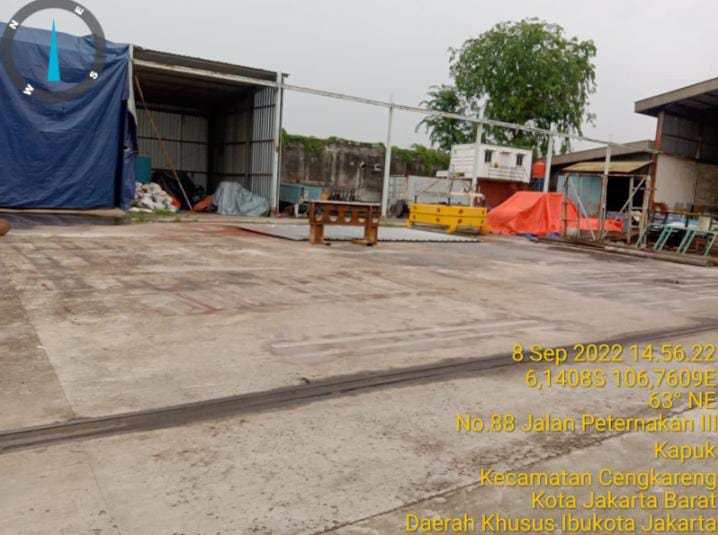 N
E
W
S
8 Sep 2022 14.56.22
6,1408S 106,7609E
63° NE
No.88 Jalan Peternakan III
Kapuk
Kecamatan Cengkareng
Kota Jakarta Barat
Daerah Khusus Ibukota Jakarta